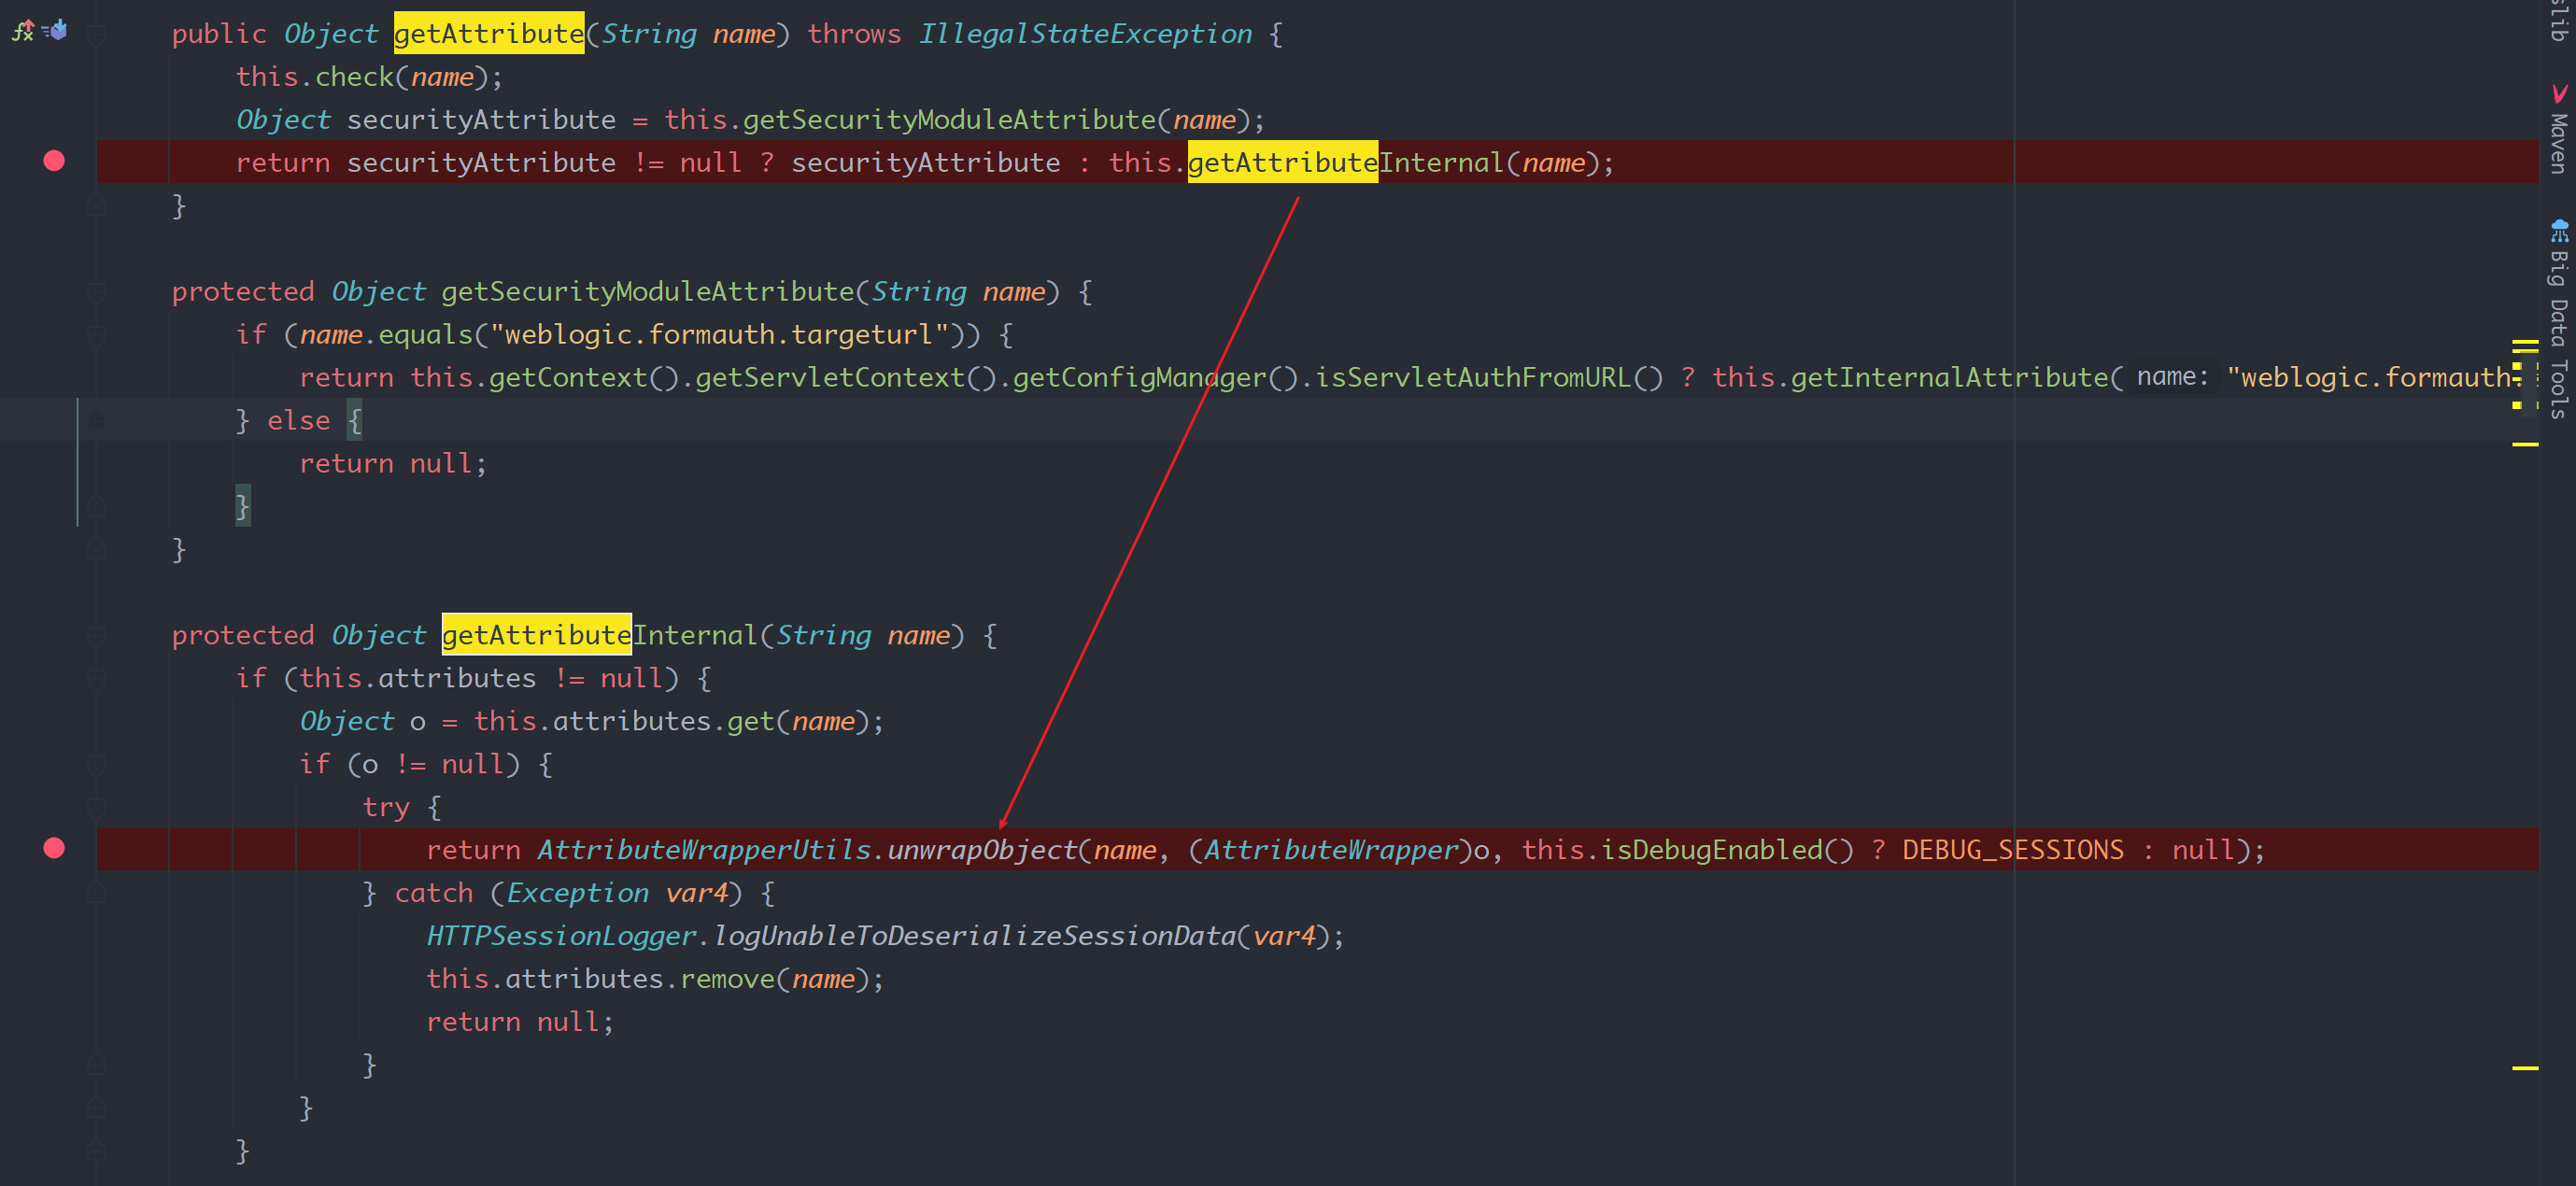 public Object getAttribute(String name) throws IllegalStateException {
this.check(name);
Object securityAttribute = this.getSecurityModuleAttribute(name);
return securityAttribute != null ? securityAttribute : this.getAttributeInternal(name);
}
protected Object getSecurityModuleAttribute(String name) {
if (name.equals("weblogic.formauth.targeturl")) {
return this.getContext().getServletContext().getConfigManager().isServletAuthFromURL() ? this.getInternalAttribute( name: "weblogic.formauth.
} else {
return null;
}
}
protected Object getAttributeInternal(String name) {
if (this.attributes != null) {
Object o = this.attributes.get(name);
if (o != null) {
try {
return AttributeWrapperUtils.unwrapObject(name, (AttributeWrapper)o, this.isDebugEnabled() ? DEBUG_SESSIONS : null);
} catch (Exception var4) {
HTTPSessionLogger.logUnableToDeserializeSessionData(var4);
this.attributes.remove(name);
return null;
}
}
}
slib
Maven
Big Data Tools